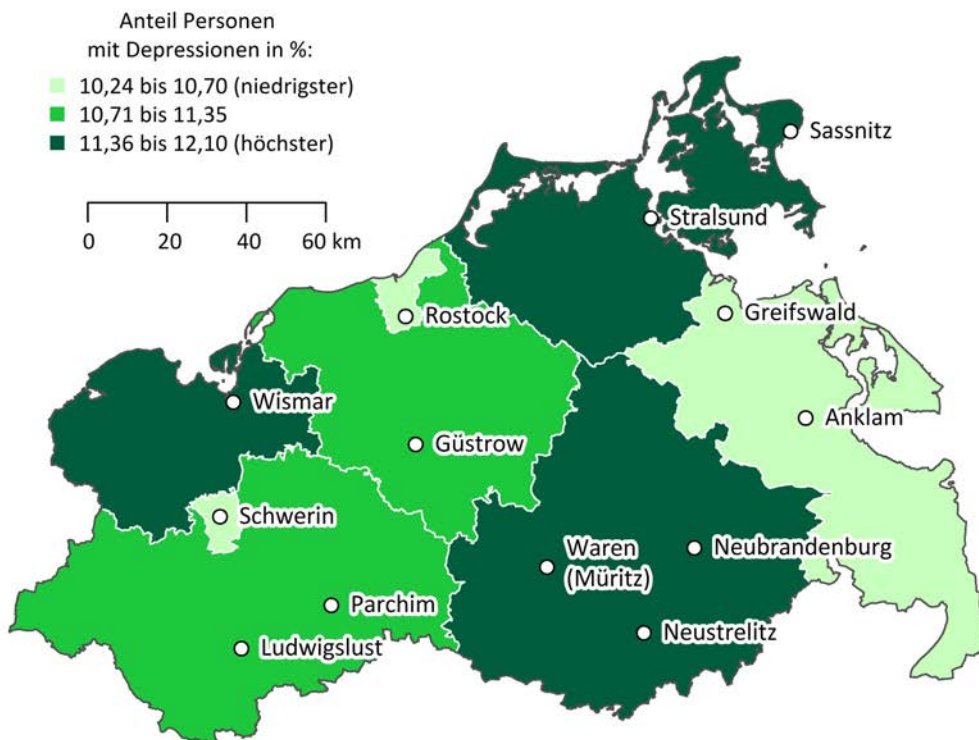 Anteil Personen
mit Depressionen in %:
10,24 bis 10,70 (niedrigster)
10,71 bis 11,35
11,36 bis 12,10 (höchster)
0 20 40 60 km
Sassnitz
Stralsund
Greifswald
Rostock
Wismar
Anklam
Güstrow
Schwerin
Waren
(Müritz)
Neubrandenburg
Parchim
Neustrelitz
Ludwigslust